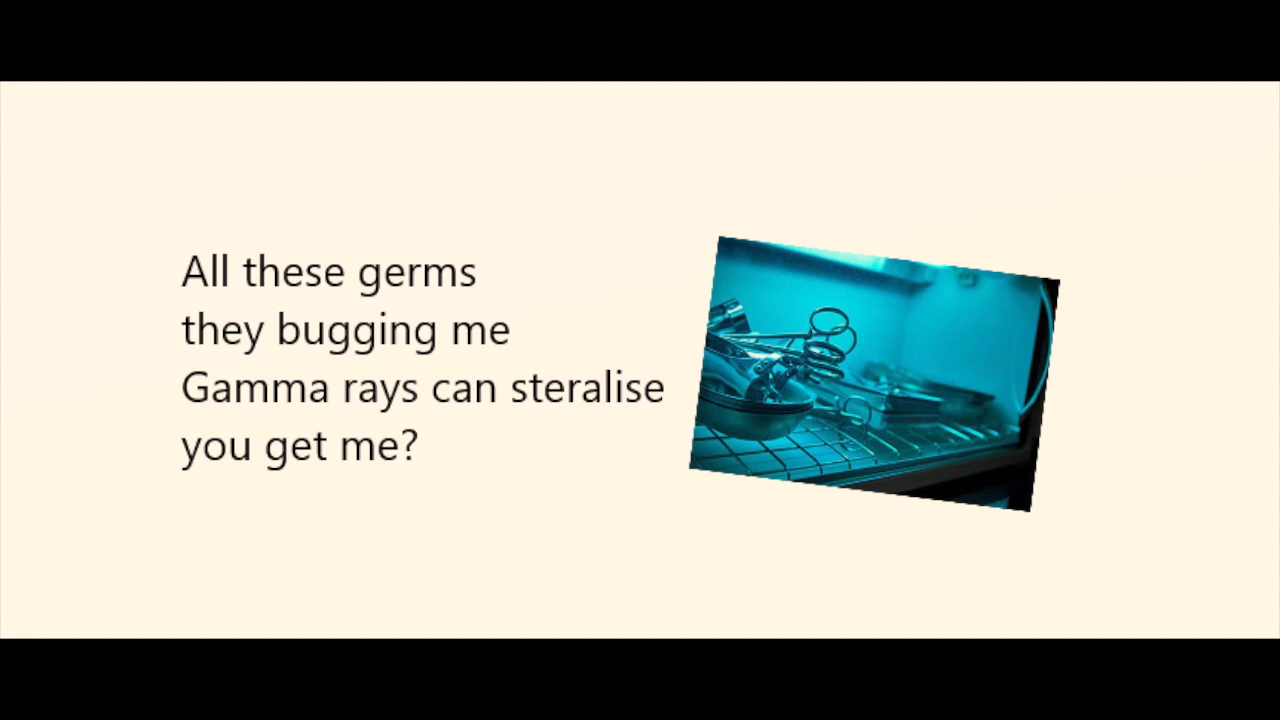 All these germs
they bugging me
Gamma rays can steralise
you get me?